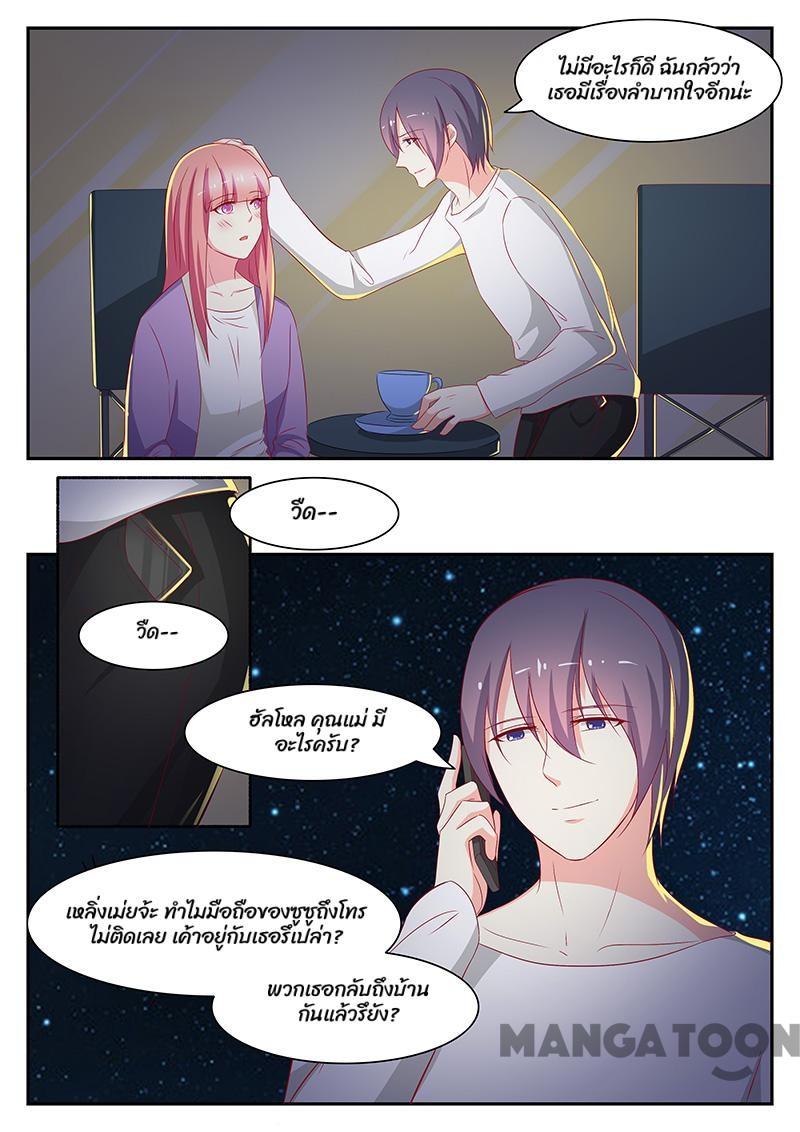 ไม่มีอะไรก็ดี ฉันกลัวว่า
เธอมีเรื่องลำบากใจอีกน่ะ
วืด--
วืด--
ฮัลโหล คุณแม่ มี
อะไรครับ?
เหลิ่งเม่ยจ้ะ ทำไมมือถือของซูซูถึงโทร
ไม่ติดเลย เค้าอยู่กับเธอรึเปล่า?
พวกเธอกลับถึงบ้าน
กันแล้วรึยัง?
MANGATOON